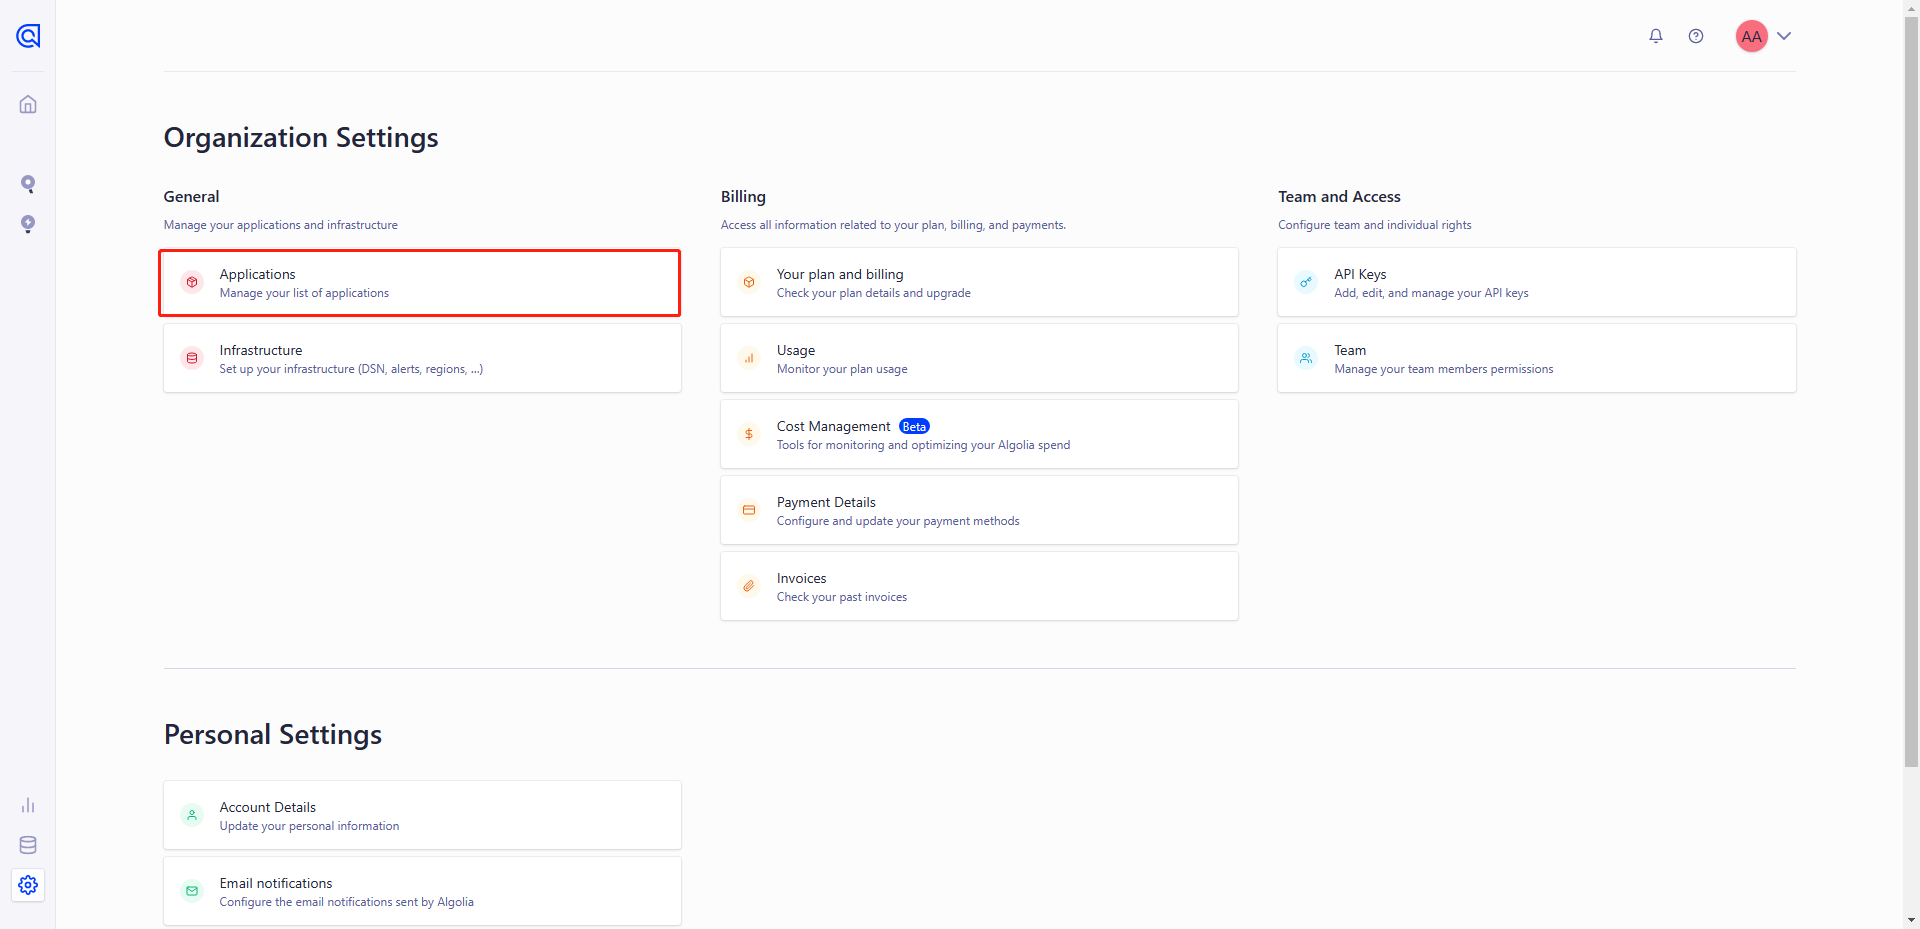 AA
Organization Settings
General
Manage your applications and infrastructure
Applications
Manage your list of applications
Infrastructure
Set up your infrastructure (DSN, alerts, regions, ...)
Billing
Access all information related to your plan, billing, and payments.
Your plan and billing
Check your plan details and upgrade
Usage
Monitor your plan usage
Cost Management Beta
Tools for monitoring and optimizing your Algolia spend
Payment Details
Configure and update your payment methods
Invoices
Check your past invoices
Team and Access
Configure team and individual rights
API Keys
Add, edit, and manage your API keys
Team
Manage your team members permissions
Personal Settings
Account Details
Update your personal information
Email notifications
Configure the email notifications sent by Algolia